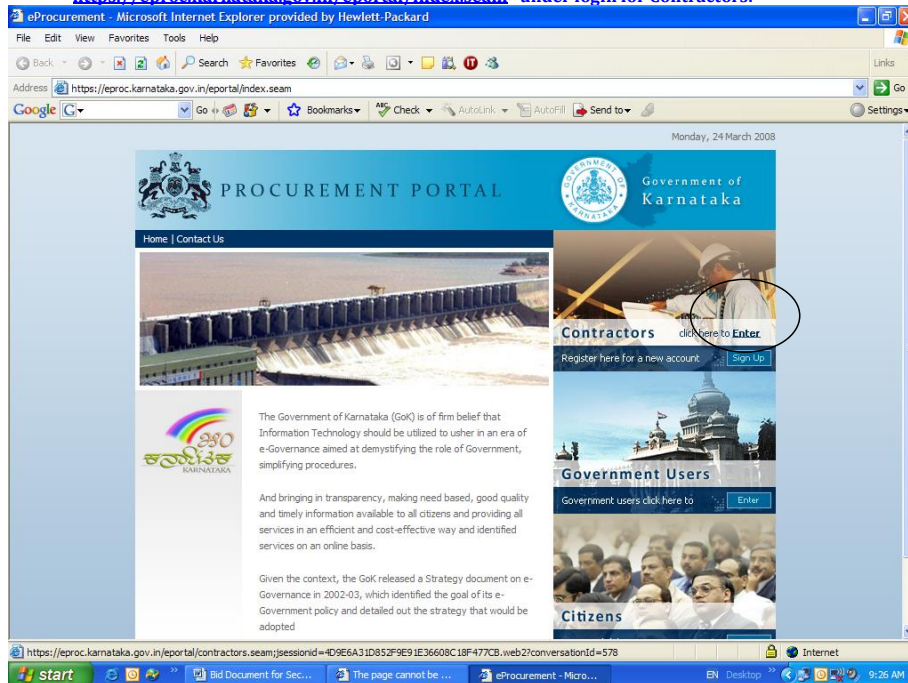 https://eproc.karnataka.gov.in/eportal/index.seam" under login for Contractors.
eProcurement - Microsoft Internet Explorer provided by Hewlett-Packard
File Edit View Favorites Tools Help
Back Search Favorites
Links
Address https://eproc.karnataka.gov.in/eportal/index.seam Go
Google G Go Bookmarks Check AutoLink AutoFill Send to Settings
Monday, 24 March 2008
PROCUREMENT PORTAL
GOVERNMENT OF KARNATAKA
Government of
Karnataka
Home | Contact Us
Contractors click here to Enter
Register here for a new account Sign Up
The Government of Karnataka (GoK) is of firm belief that
Information Technology should be utilized to usher in an era of
e-Governance aimed at demystifying the role of Government,
simplifying procedures.
KARNATAKA
And bringing in transparency, making need based, good quality
and timely information available to all citizens and providing all
services in an efficient and cost-effective way and identified
services on an online basis.
Given the context, the GoK released a Strategy document on e-
Governance in 2002-03, which identified the goal of its e-
Government policy and detailed out the strategy that would be
adopted
Government Users
Government users click here to Enter
Citizens
https://eproc.karnataka.gov.in/eportal/contractors.seam;jsessionid=4D9E6A31D852F9E91E36608C18F477CB.web2?conversationId=578 Internet
start Bid Document for Sec... The page cannot be ... eProcurement - Micro... EN Desktop 9:26 AM